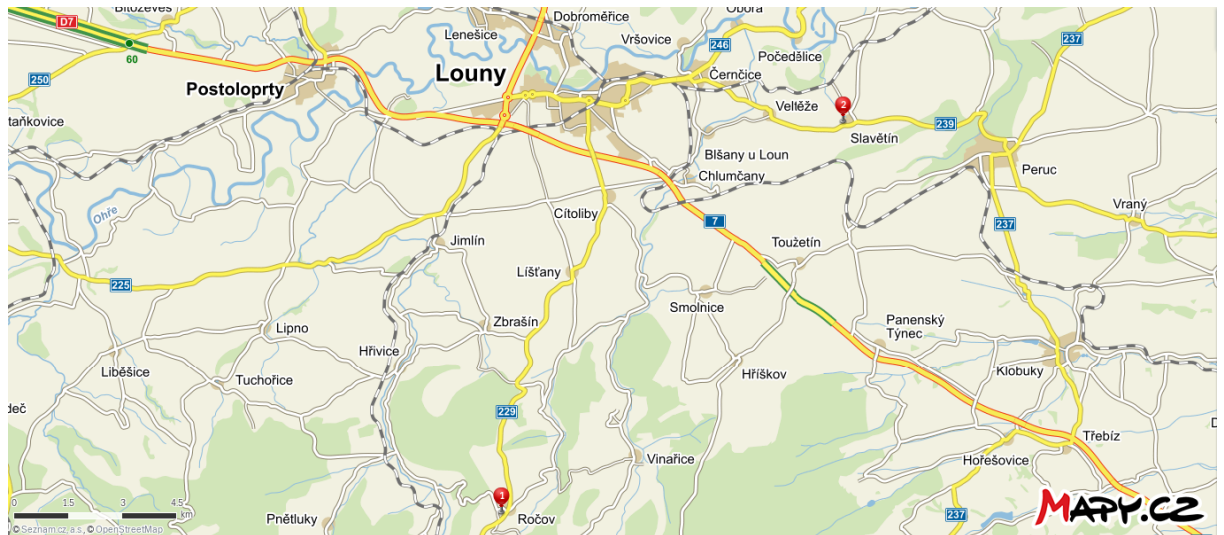 Bitozeves
D7
60
250
Postoloprty
Lenešice
Dobroměřice
Louny
Vršovice
Obora
246
Počedělice
Černčice
Veltěže
2
Slavětín
239
237
Peruc
Blšany u Loun
Chlumčany
Vraný
237
Ohře
Cítoliby
7
Jimlín
Toužetín
225
Líšťany
Smolnice
Lipno
Zbrašín
Panenský
Týnec
Hřivice
Liběšice
Tuchořice
Hříškov
Klobuky
229
Třebíz
Vinařice
Hořešovice
1
Ročov
Pnětluky
237
0 1.5 3 4.5 km
© Seznam.cz, a.s., © OpenStreetMap
MAPY.CZ